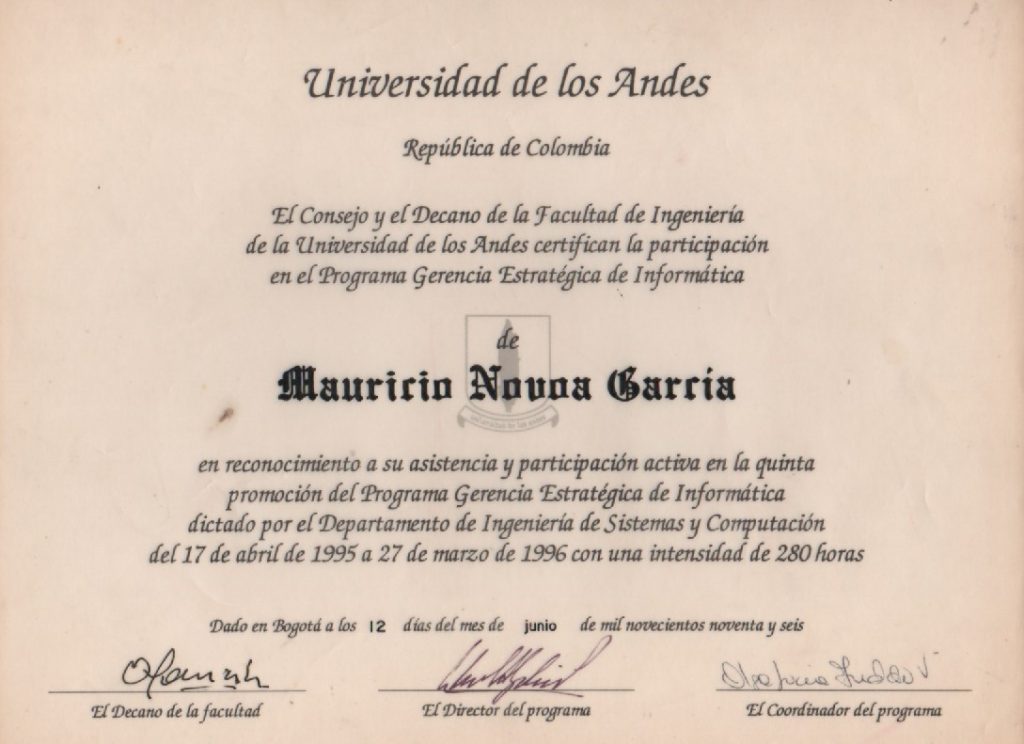 Universidad de los Andes
República de Colombia
El Consejo y el Decano de la Facultad de Ingeniería
de la Universidad de los Andes certifican la participación
en el Programa Gerencia Estratégica de Informática
de
Mauricio Novoa García
universidad de los andes
en reconocimiento a su asistencia y participación activa en la quinta
promoción del Programa Gerencia Estratégica de Informática
dictado por el Departamento de Ingeniería de Sistemas y Computación
del 17 de abril de 1995 a 27 de marzo de 1996 con una intensidad de 280 horas
Dado en Bogotá a los 12 días del mes de junio de mil novecientos noventa y seis
El Decano de la facultad El Director del programa El Coordinador del programa